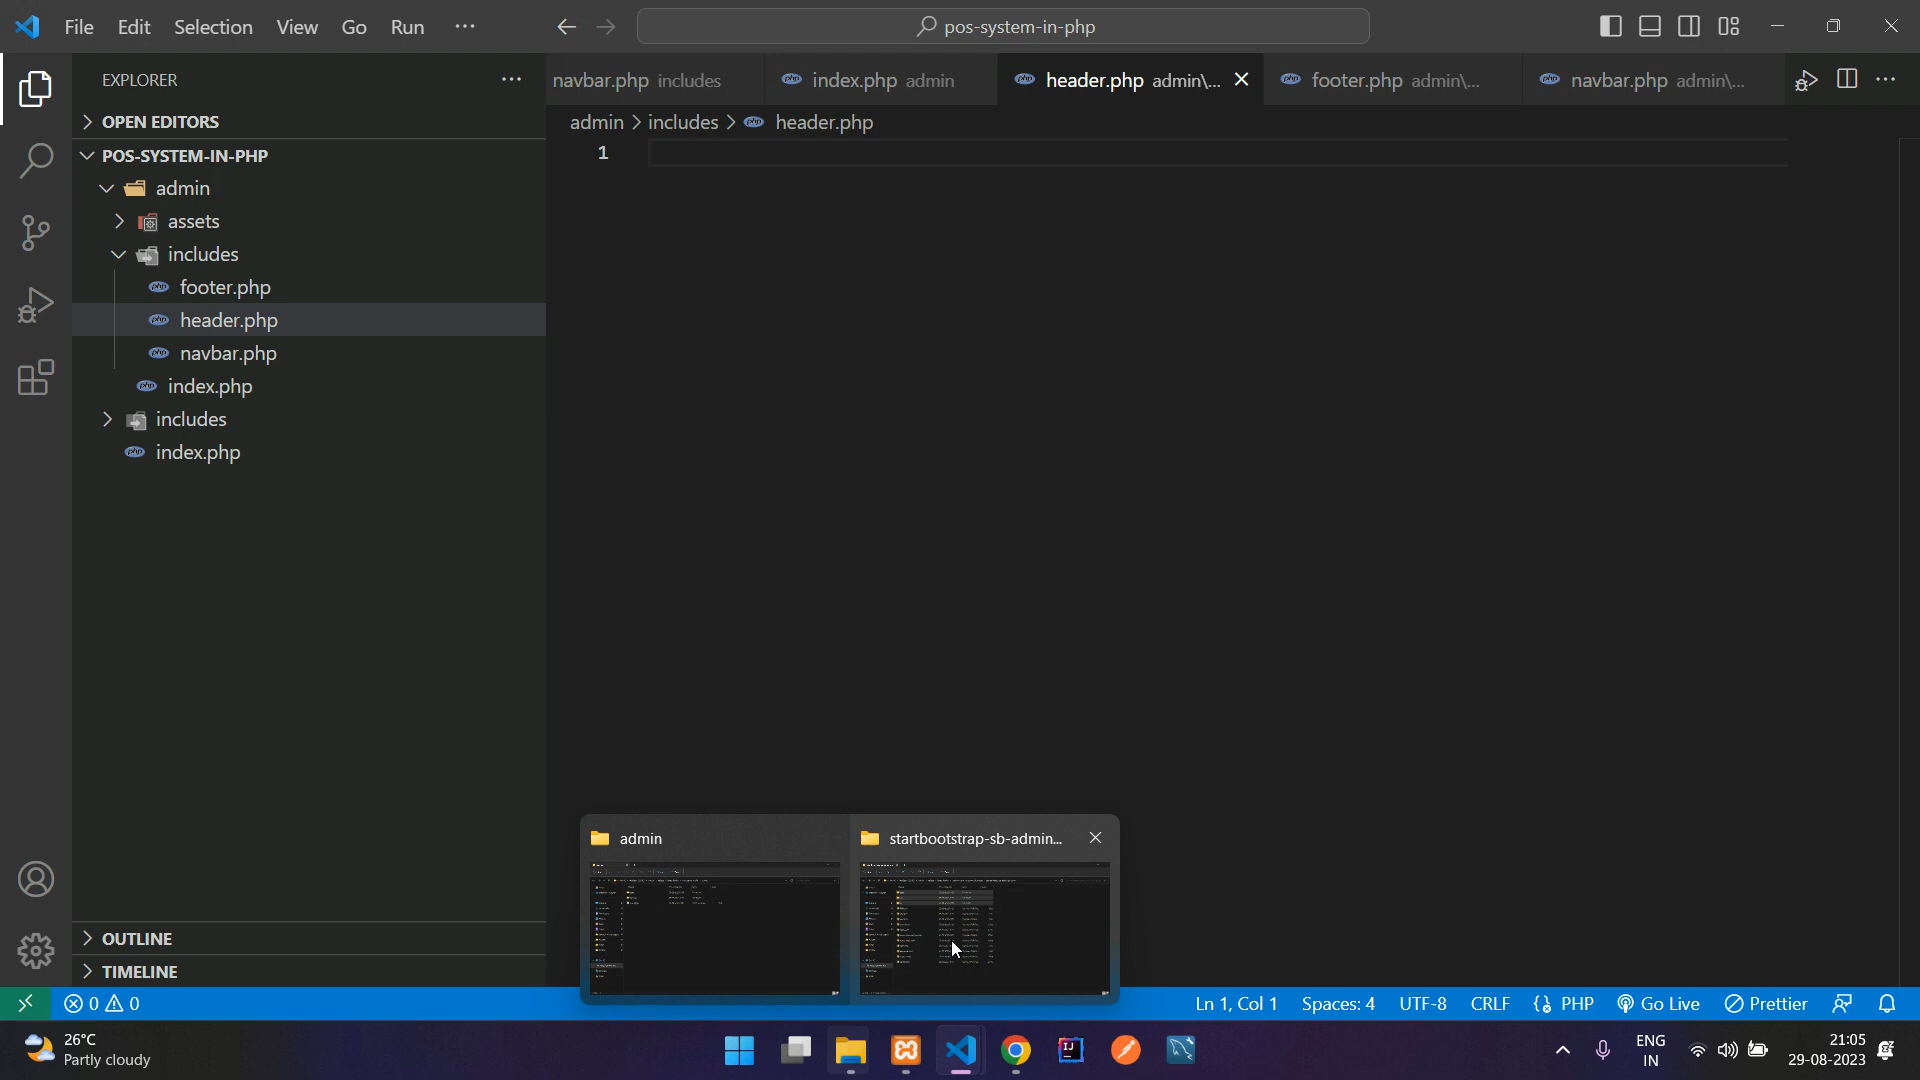 File Edit Selection View Go Run ···
pos-system-in-php
EXPLORER
OPEN EDITORS
POS-SYSTEM-IN-PHP
admin
assets
includes
footer.php
header.php
navbar.php
index.php
includes
index.php
OUTLINE
TIMELINE
navbar.php includes
index.php admin
header.php admin\...
footer.php admin\...
navbar.php admin\...
admin > includes > header.php
1
admin
startbootstrap-sb-admin...
0 0
Ln 1, Col 1 Spaces: 4 UTF-8 CRLF {} PHP Go Live Prettier
26°C
Partly cloudy
ENG
IN
21:05
29-08-2023